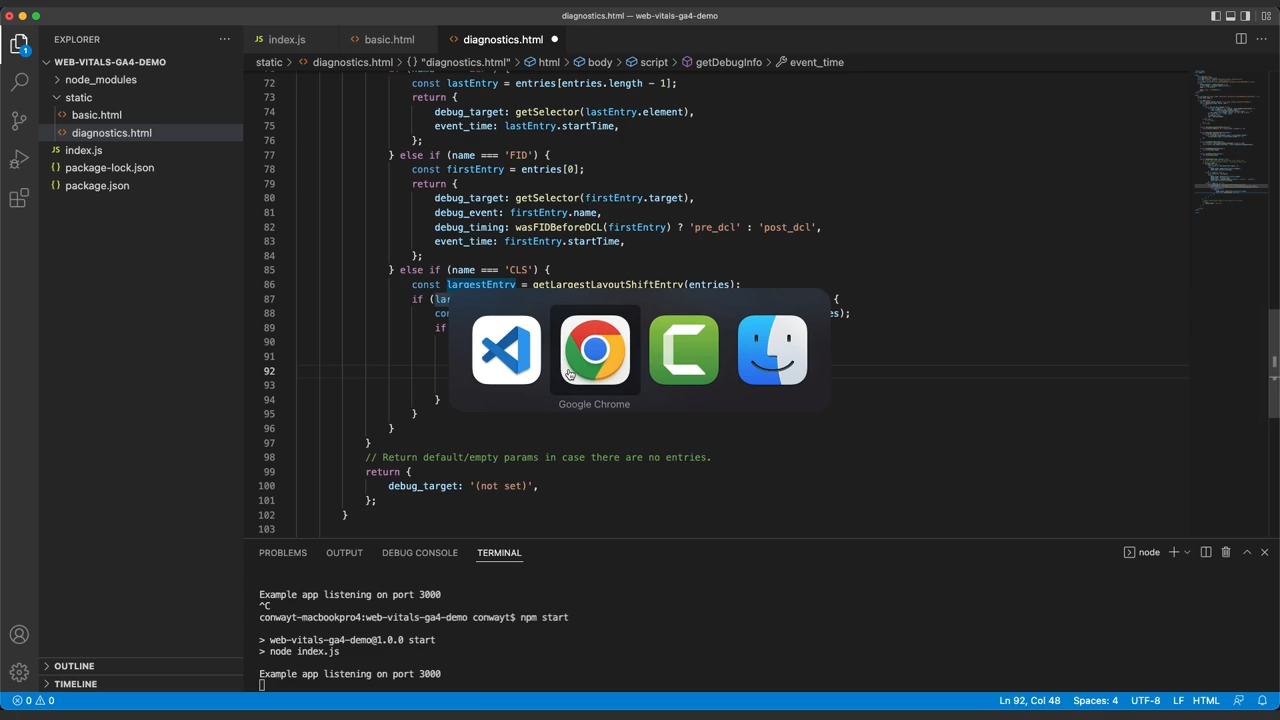 diagnostics.html — web-vitals-ga4-demo
EXPLORER
index.js
basic.html
diagnostics.html
static > diagnostics.html > {} "diagnostics.html" > html > body > script > getDebugInfo > event_time
WEB-VITALS-GA4-DEMO
node_modules
static
basic.html
diagnostics.html
index.js
package-lock.json
package.json
72 const lastEntry = entries[entries.length - 1];
73 return {
74 debug_target: getSelector(lastEntry.element),
75 event_time: lastEntry.startTime,
76 };
77 } else if (name === 'FID') {
78 const firstEntry = entries[0];
79 return {
80 debug_target: getSelector(firstEntry.target),
81 debug_event: firstEntry.name,
82 debug_timing: wasFIDBeforeDCL(firstEntry) ? 'pre_dcl' : 'post_dcl',
83 event_time: firstEntry.startTime,
84 };
85 } else if (name === 'CLS') {
86 const largestEntry = getLargestLayoutShiftEntry(entries);
87 if (la {
88 co es);
89 if
90
91
92
93
94 }
95 }
96 }
97 }
98 // Return default/empty params in case there are no entries.
99 return {
100 debug_target: '(not set)',
101 };
102 }
103
Google Chrome
PROBLEMS
OUTPUT
DEBUG CONSOLE
TERMINAL
node
Example app listening on port 3000
^C
conwayt-macbookpro4:web-vitals-ga4-demo conwayt$ npm start
> web-vitals-ga4-demo@1.0.0 start
> node index.js
Example app listening on port 3000
OUTLINE
TIMELINE
1
0 0
Ln 92, Col 48
Spaces: 4
UTF-8
LF
HTML